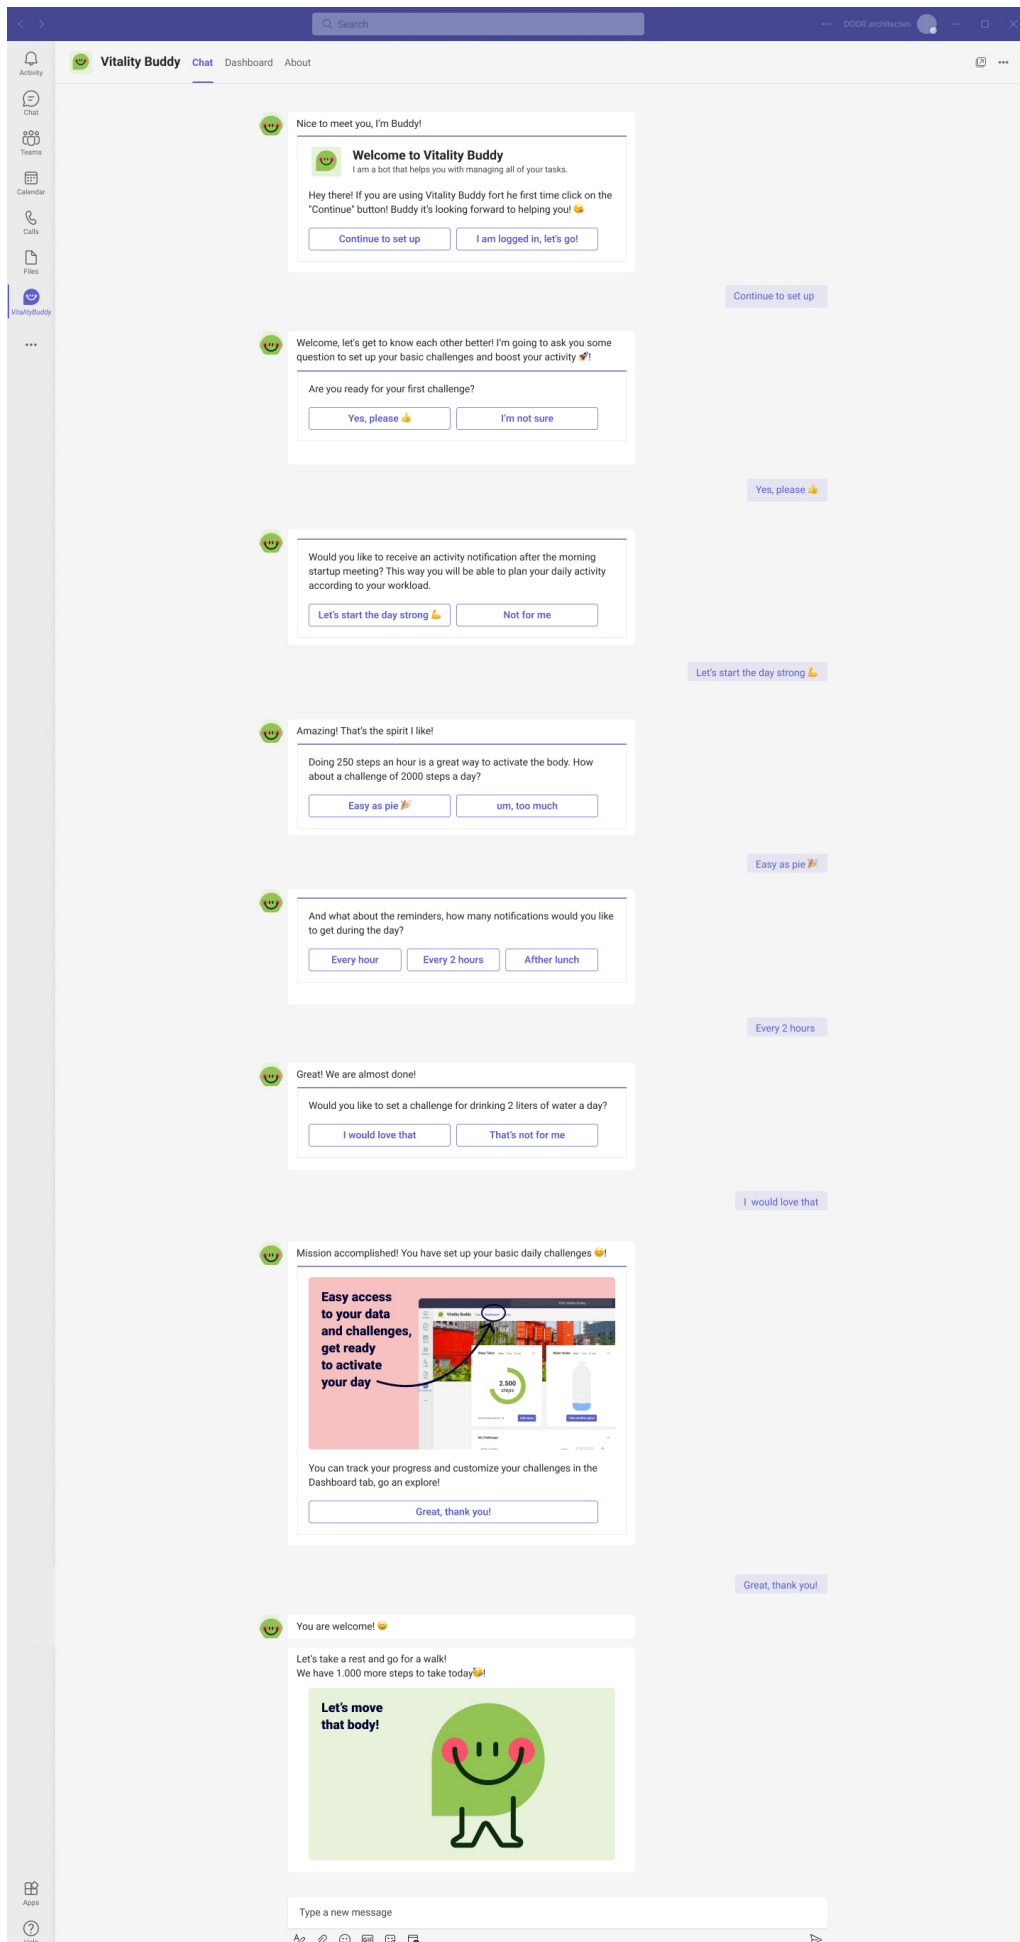 Search
DOOR architecten
Activity
Chat
Teams
Calendar
Calls
Files
VitalityBuddy
Vitality Buddy Chat Dashboard About
Nice to meet you, I'm Buddy!
Welcome to Vitality Buddy
I am a bot that helps you with managing all of your tasks.
Hey there! If you are using Vitality Buddy fort he first time click on the
"Continue" button! Buddy it's looking forward to helping you! 😘
Continue to set up
I am logged in, let's go!
Continue to set up
Welcome, let's get to know each other better! I'm going to ask you some
question to set up your basic challenges and boost your activity 🚀!
Are you ready for your first challenge?
Yes, please 👍
I'm not sure
Yes, please 👍
Would you like to receive an activity notification after the morning
startup meeting? This way you will be able to plan your daily activity
according to your workload.
Let's start the day strong 💪
Not for me
Let's start the day strong 💪
Amazing! That's the spirit I like!
Doing 250 steps an hour is a great way to activate the body. How
about a challenge of 2000 steps a day?
Easy as pie 🎉
um, too much
Easy as pie 🎉
And what about the reminders, how many notifications would you like
to get during the day?
Every hour
Every 2 hours
Afther lunch
Every 2 hours
Great! We are almost done!
Would you like to set a challenge for drinking 2 liters of water a day?
I would love that
That's not for me
I would love that
Mission accomplished! You have set up your basic daily challenges 😊!
Easy access
to your data
and challenges,
get ready
to activate
your day
Vitality Buddy
Steps Taken
Water Intake
2.500
steps
Add steps
My Challenges
You can track your progress and customize your challenges in the
Dashboard tab, go an explore!
Great, thank you!
Great, thank you!
You are welcome! 😄
Let's take a rest and go for a walk!
We have 1.000 more steps to take today🥳!
Let's move
that body!
Apps
Help
Type a new message
GIF